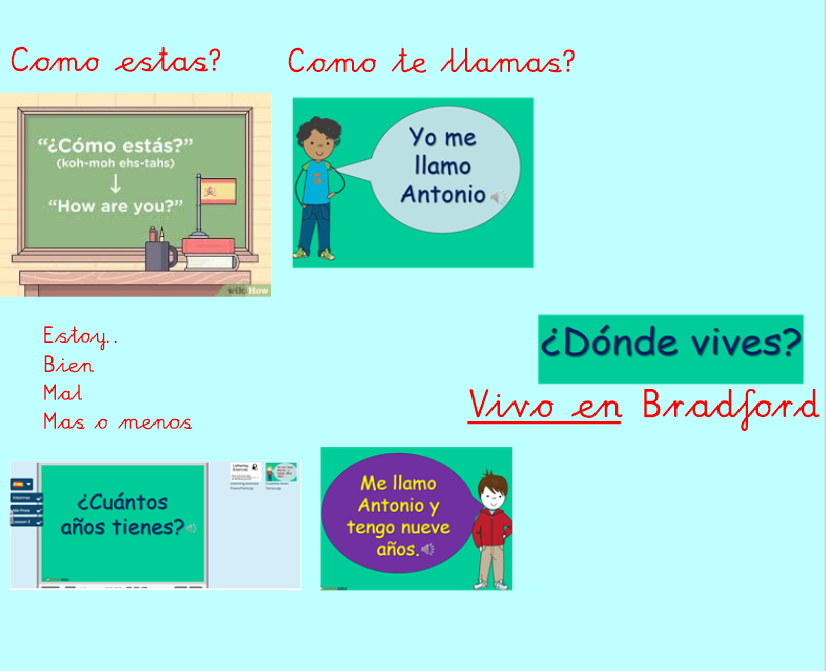 Como estas?
Como te llamas?
“¿Cómo estás?”
(koh-moh ehs-tahs)
↓
“How are you?”
wikiHow
Yo me
llamo
Antonio
5
Estoy..
Bien
Mal
Mas o menos
¿Dónde vives?
Vivo en Bradford
¿Cuántos
años tienes?
Me llamo
Antonio y
tengo nueve
años.